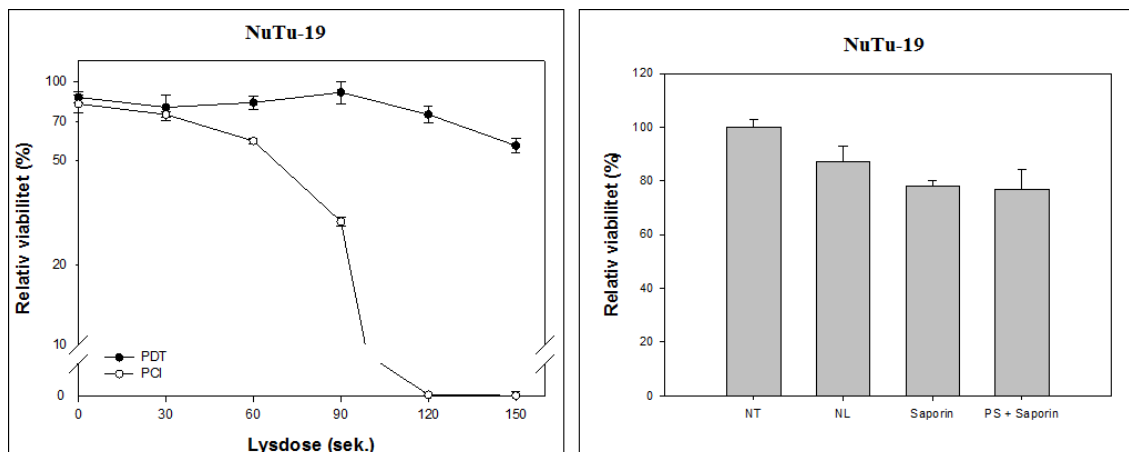 NuTu-19
Relativ viabilitet (%)
100
70
50
20
10
0
PDT
PCI
0 30 60 90 120 150
Lysdose (sek.)
NuTu-19
Relativ viabilitet (%)
120
100
80
60
40
20
0
NT NL Saporin PS + Saporin